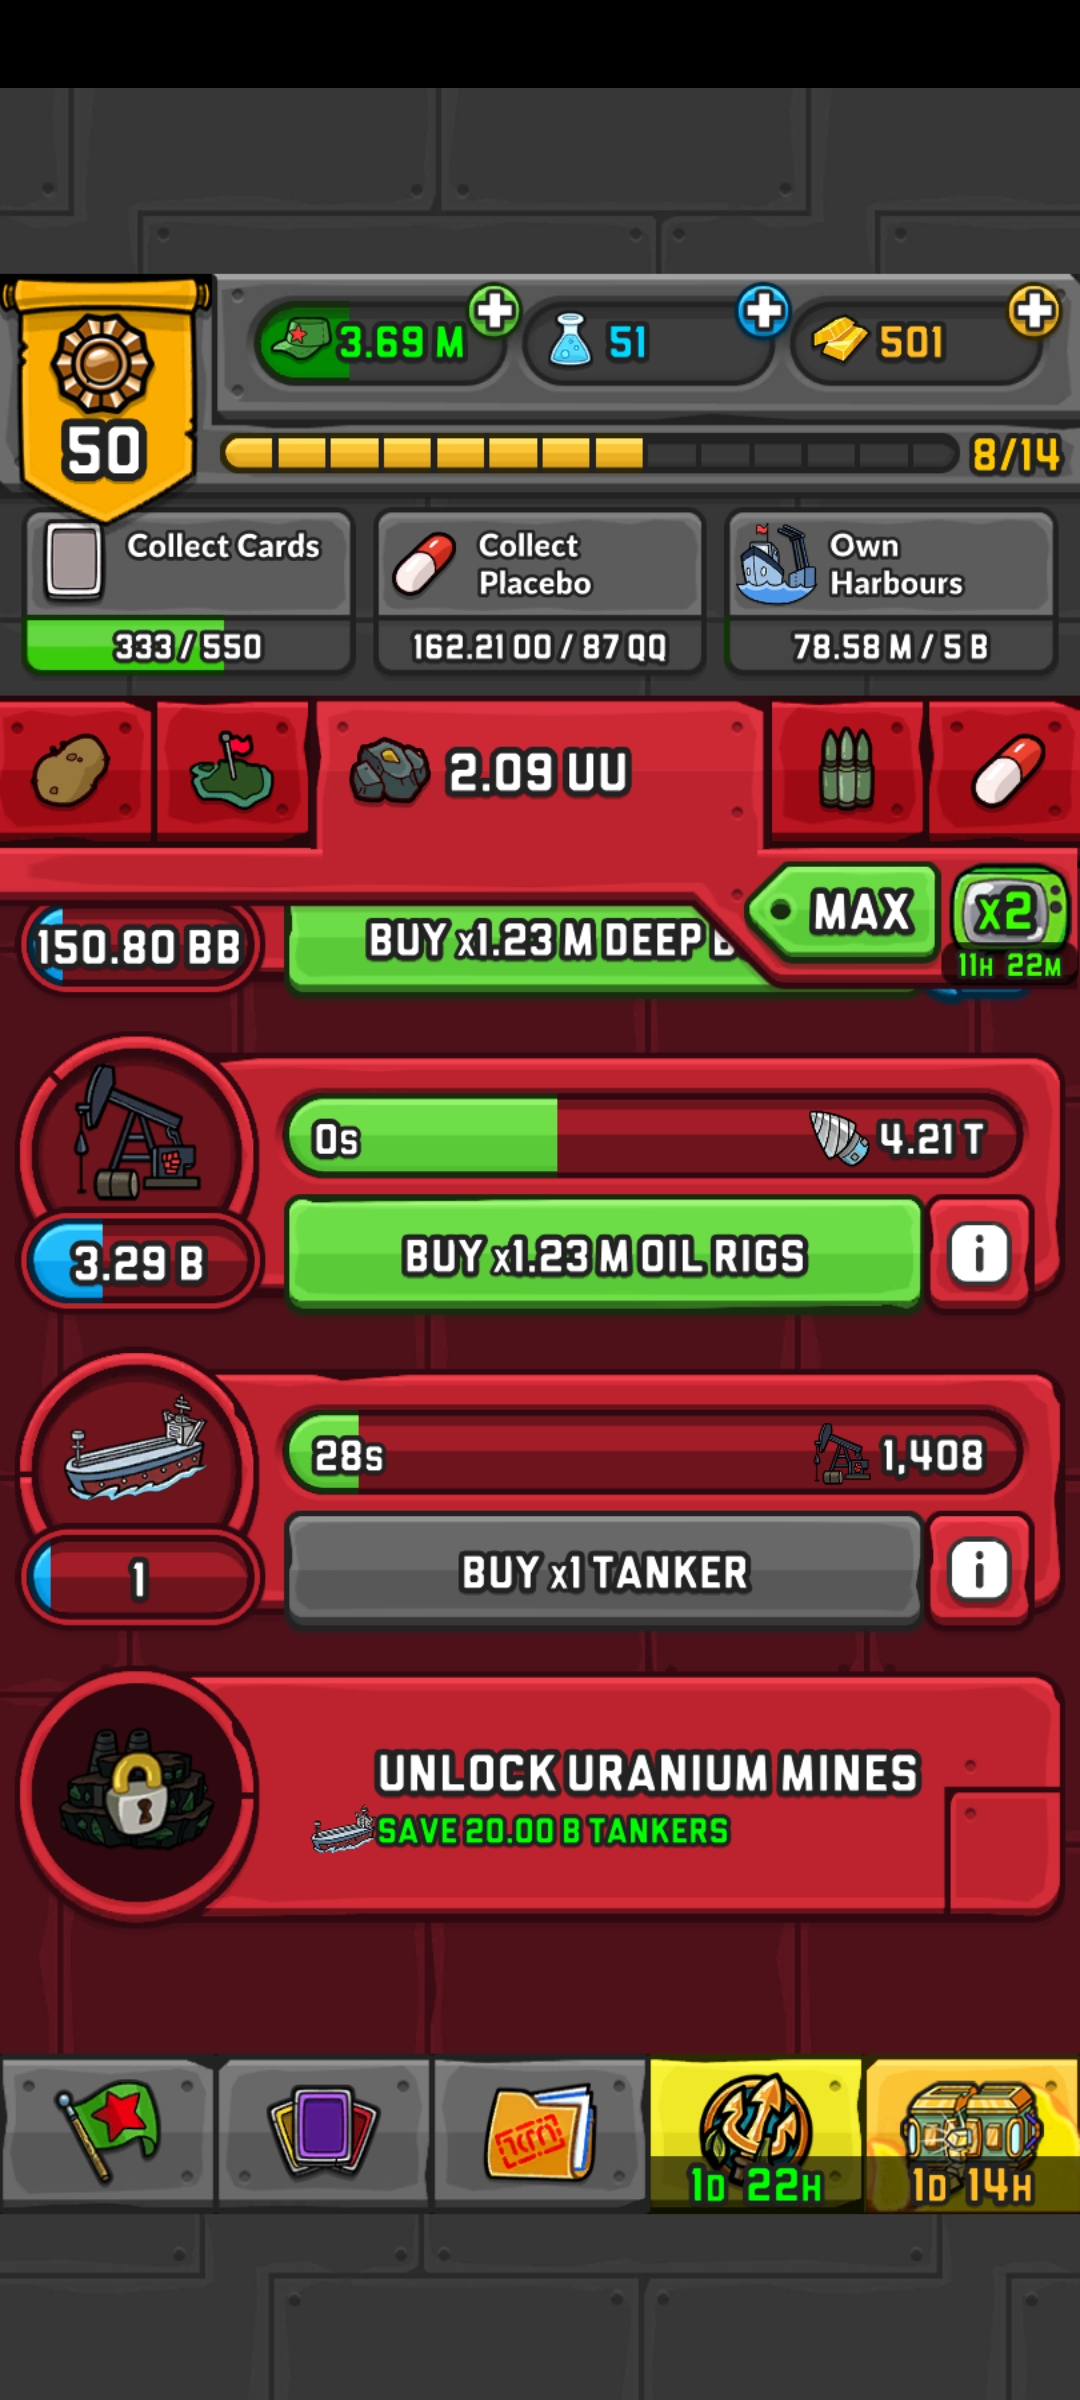 3.69 M
51
501
50
8/14
Collect Cards
333 / 550
Collect
Placebo
162.21 OO / 87 QQ
Own
Harbours
78.58 M / 5 B
2.09 UU
MAX
x2
11H 22M
150.80 BB
BUY x1.23 M DEEP
0s
4.21 T
3.29 B
BUY x1.23 M OIL RIGS
i
28s
1,408
1
BUY x1 TANKER
i
UNLOCK URANIUM MINES
SAVE 20.00 B TANKERS
1D 22H
1D 14H